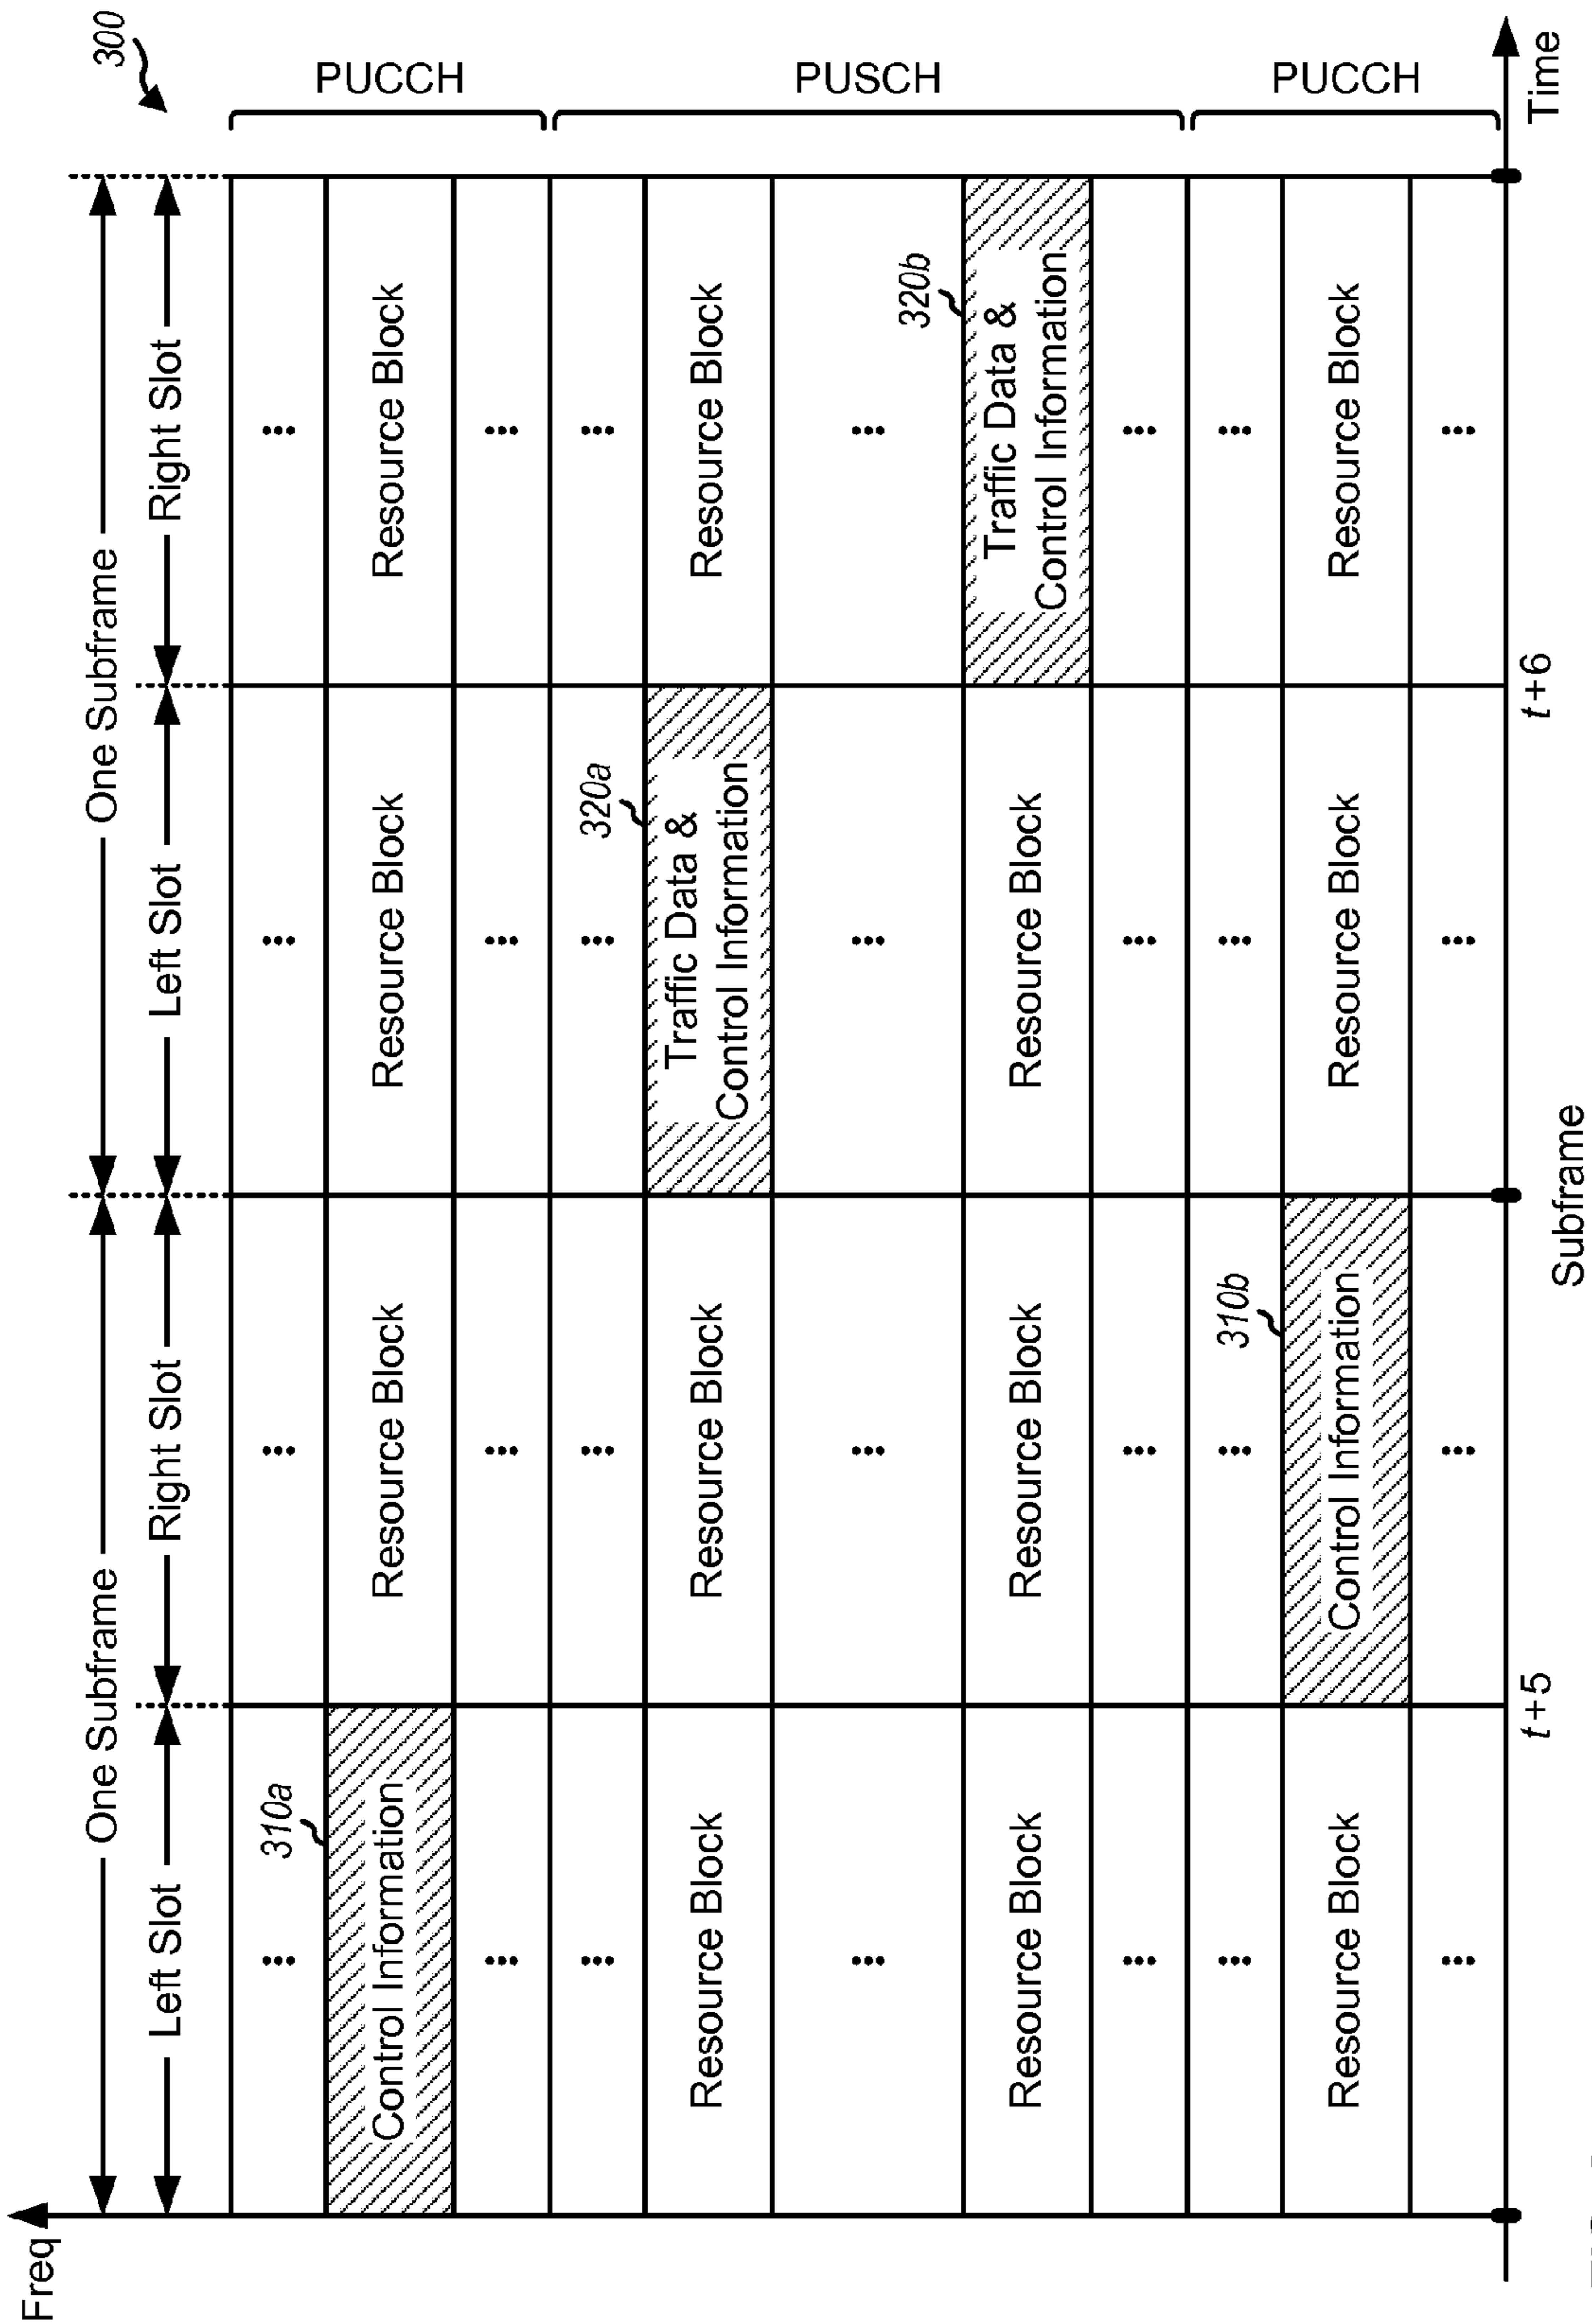 300
Freq
One Subframe One Subframe
Left Slot Right Slot Left Slot Right Slot
... ... ... ...
310a
Control Information Resource Block Resource Block Resource Block
PUCCH
... ... ... ...
... ... ... ...
320a
Resource Block Resource Block Traffic Data &
Control Information Resource Block
PUSCH
... ... ... ...
320b
Resource Block Resource Block Resource Block Traffic Data &
Control Information
... ... ... ...
... ... ... ...
310b
Resource Block Control Information Resource Block Resource Block
PUCCH
... ... ... ...
t + 5 t + 6 Time
Subframe